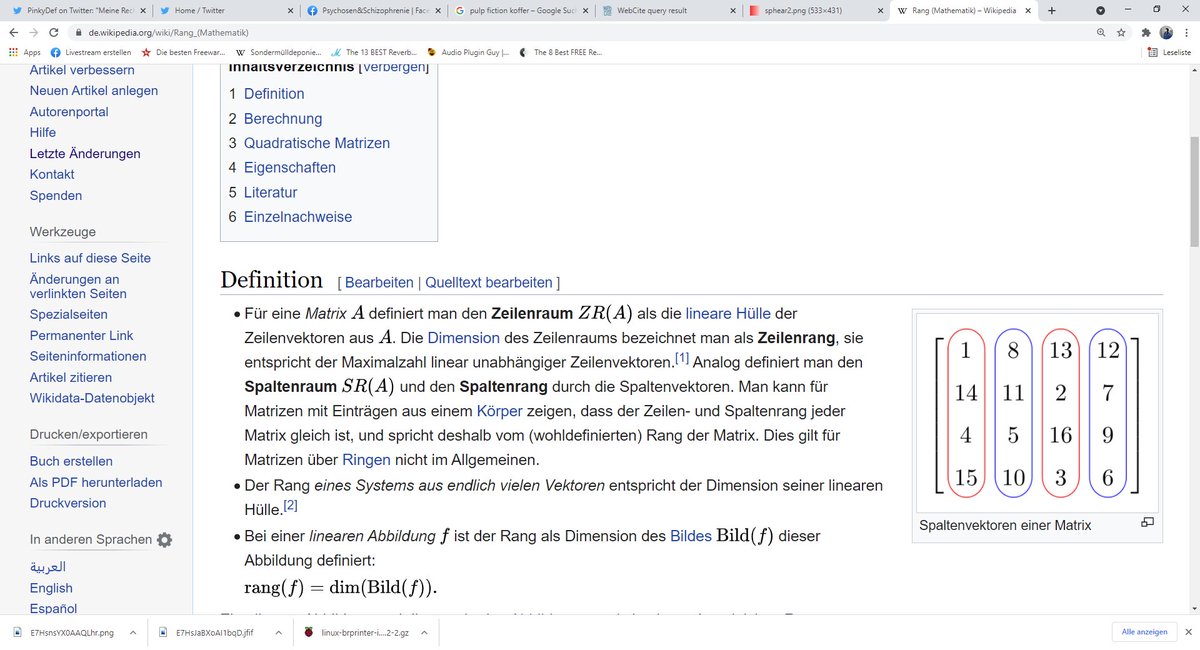 PinkyDef on Twitter: "Meine Rec
Home / Twitter
Psychosen&Schizophrenie | Face
pulp fiction koffer – Google Suc
WebCite query result
sphear2.png (533×431)
Rang (Mathematik) – Wikipedia
de.wikipedia.org/wiki/Rang_(Mathematik)
Apps
Livestream erstellen
Die besten Freewar...
Sondermülldeponie...
The 13 BEST Reverb...
Audio Plugin Guy |...
The 8 Best FREE Re...
Leseliste
Artikel verbessern
Neuen Artikel anlegen
Autorenportal
Hilfe
Letzte Änderungen
Kontakt
Spenden
Werkzeuge
Links auf diese Seite
Änderungen an
verlinkten Seiten
Spezialseiten
Permanenter Link
Seiteninformationen
Artikel zitieren
Wikidata-Datenobjekt
Drucken/exportieren
Buch erstellen
Als PDF herunterladen
Druckversion
In anderen Sprachen
العربية
English
Español
Inhaltsverzeichnis [Verbergen]
1 Definition
2 Berechnung
3 Quadratische Matrizen
4 Eigenschaften
5 Literatur
6 Einzelnachweise
Definition [ Bearbeiten | Quelltext bearbeiten ]
• Für eine Matrix A definiert man den Zeilenraum ZR(A) als die lineare Hülle der
Zeilenvektoren aus A. Die Dimension des Zeilenraums bezeichnet man als Zeilenrang, sie
entspricht der Maximalzahl linear unabhängiger Zeilenvektoren.[1] Analog definiert man den
Spaltenraum SR(A) und den Spaltenrang durch die Spaltenvektoren. Man kann für
Matrizen mit Einträgen aus einem Körper zeigen, dass der Zeilen- und Spaltenrang jeder
Matrix gleich ist, und spricht deshalb vom (wohldefinierten) Rang der Matrix. Dies gilt für
Matrizen über Ringen nicht im Allgemeinen.
• Der Rang eines Systems aus endlich vielen Vektoren entspricht der Dimension seiner linearen
Hülle.[2]
• Bei einer linearen Abbildung f ist der Rang als Dimension des Bildes Bild(f) dieser
Abbildung definiert:
rang(f) = dim(Bild(f)).
1 8 13 12
14 11 2 7
4 5 16 9
15 10 3 6
Spaltenvektoren einer Matrix
E7HsnsYX0AAQLhr.png
E7HsJaBXoAI1bqD.jfif
linux-brprinter-i....2-2.gz
Alle anzeigen